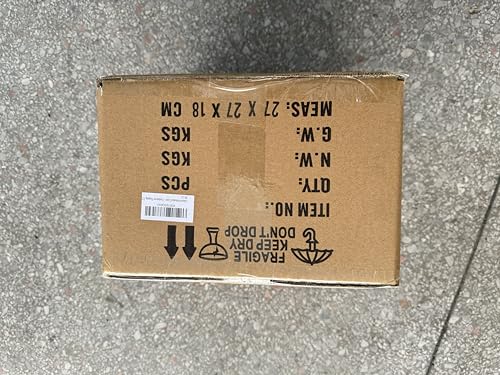 FRAGILE
KEEP DRY
DON'T DROP
ITEM NO.:
QTY: PCS
N.W: KGS
G.W: KGS
MEAS: 27 X 27 X 18 CM